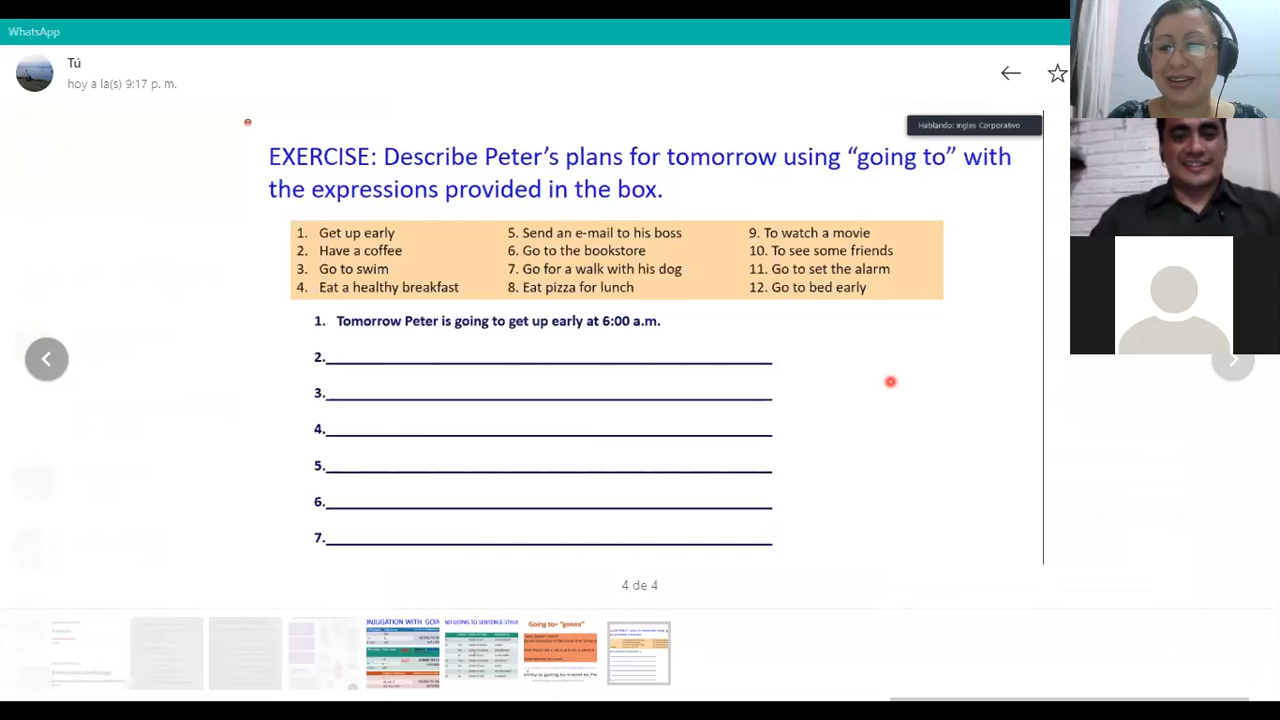 WhatsApp
Tú
hoy a la(s) 9:17 p. m.
Hablando: Ingles Corporativo
EXERCISE: Describe Peter's plans for tomorrow using “going to” with
the expressions provided in the box.
1. Get up early
2. Have a coffee
3. Go to swim
4. Eat a healthy breakfast
5. Send an e-mail to his boss
6. Go to the bookstore
7. Go for a walk with his dog
8. Eat pizza for lunch
9. To watch a movie
10. To see some friends
11. Go to set the alarm
12. Go to bed early
1. Tomorrow Peter is going to get up early at 6:00 a.m.
2.
3.
4.
5.
6.
7.
4 de 4
Going to= "gonna"